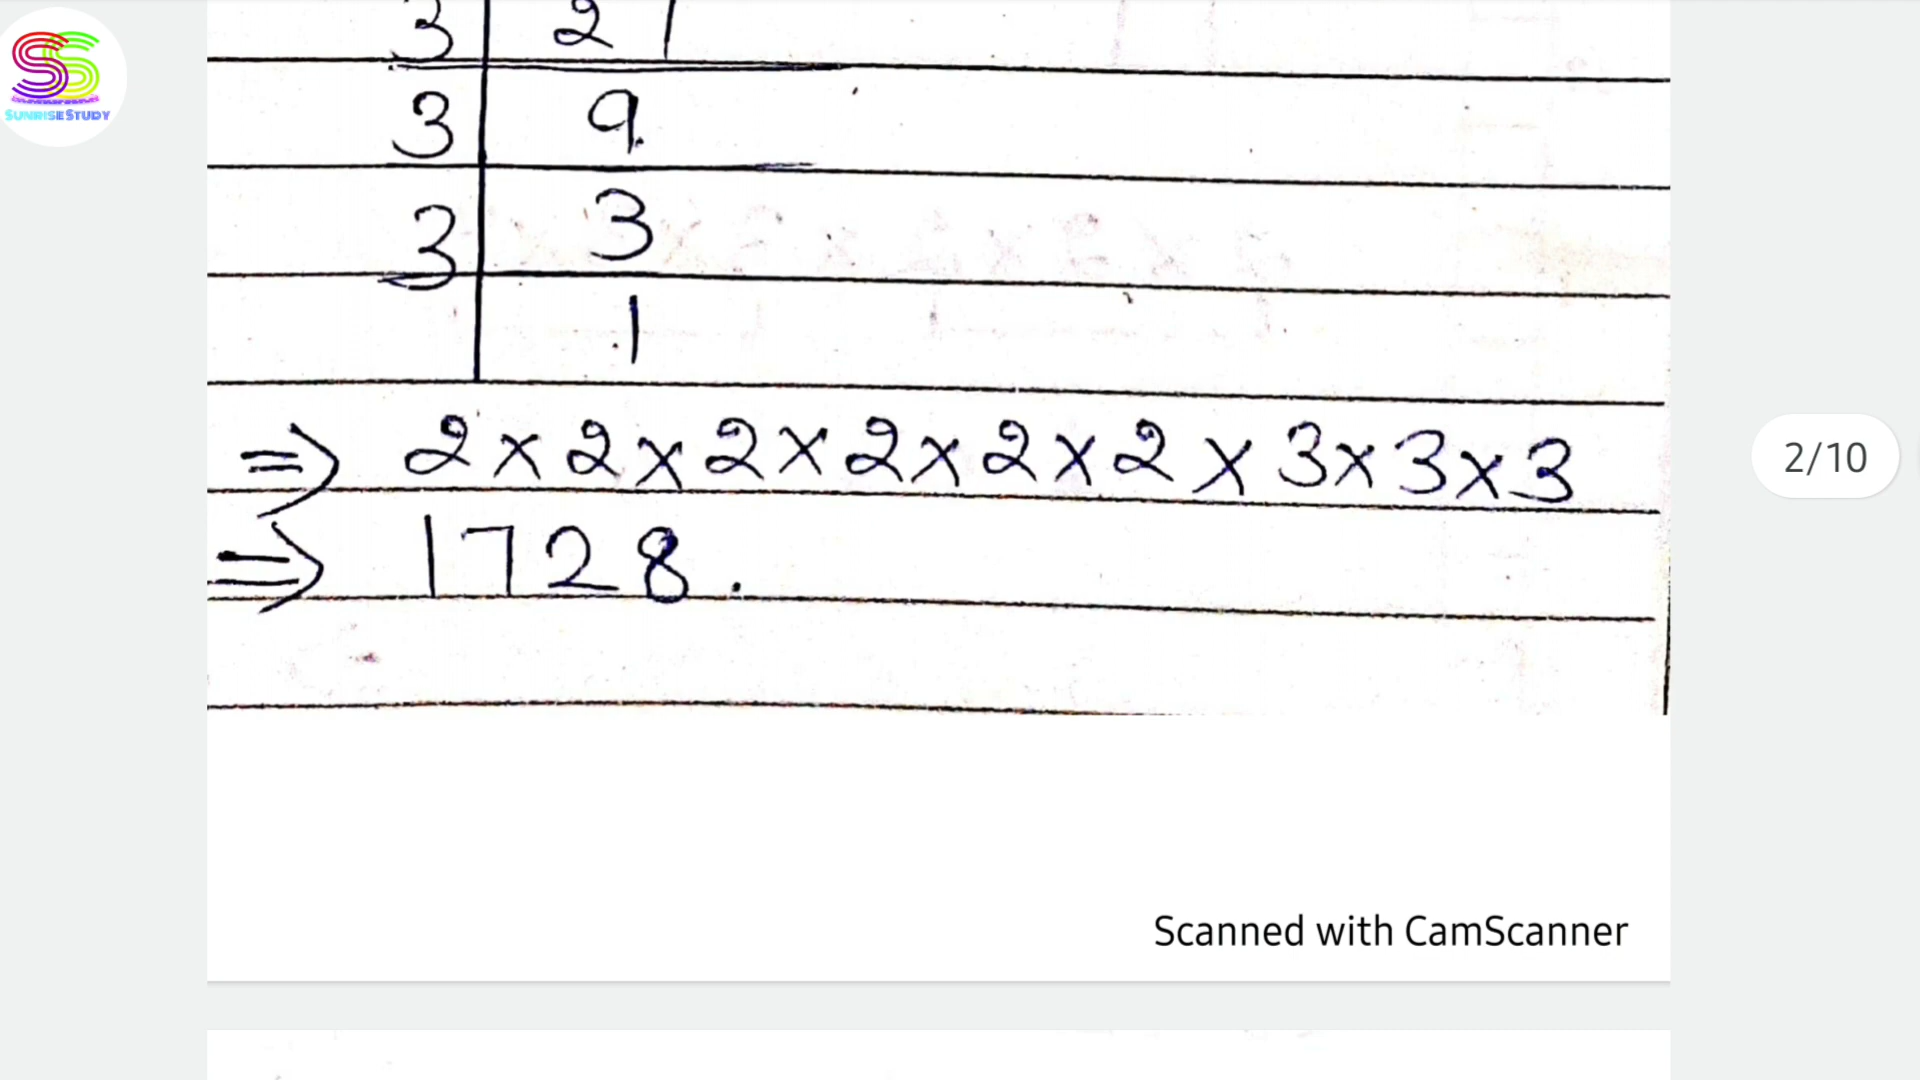 3 | 2 1
SUNRISE STUDY
3 | 9
3 | 3
1
⇒ 2 × 2 × 2 × 2 × 2 × 2 × 3 × 3 × 3
2/10
⇒ 1728.
Scanned with CamScanner